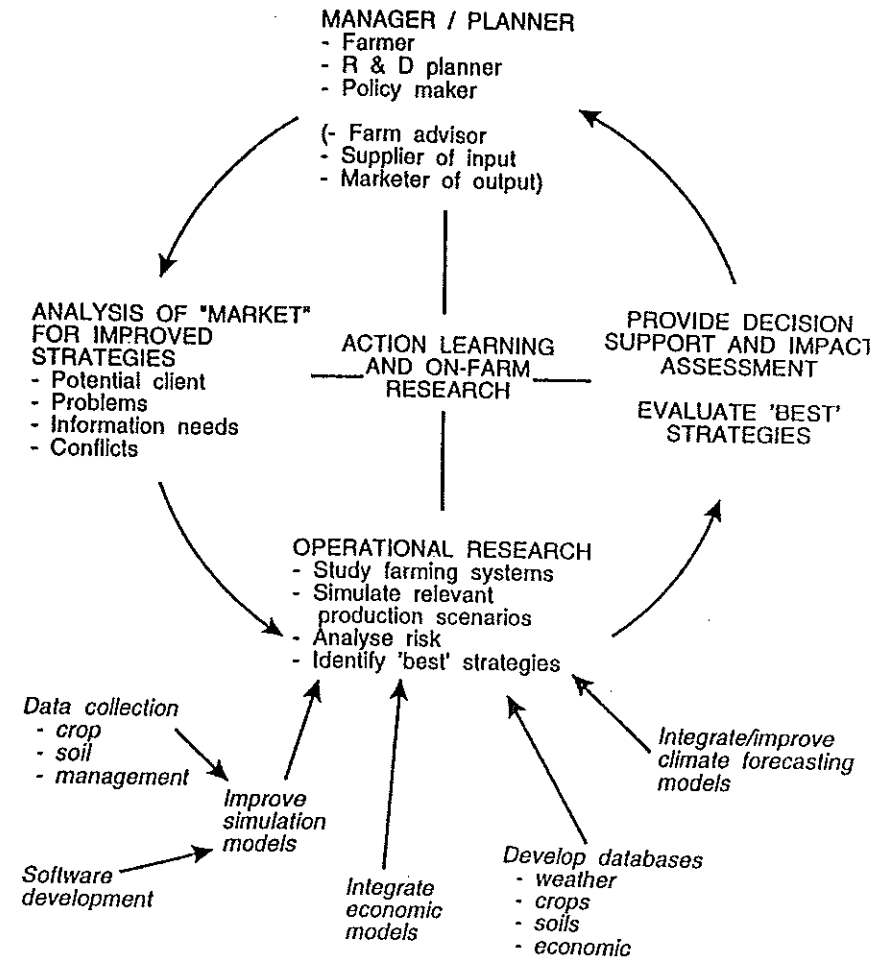 MANAGER / PLANNER
- Farmer
- R & D planner
- Policy maker
(- Farm advisor
- Supplier of input
- Marketer of output)
ANALYSIS OF "MARKET"
FOR IMPROVED
STRATEGIES
- Potential client
- Problems
- Information needs
- Conflicts
ACTION LEARNING
AND ON-FARM
RESEARCH
PROVIDE DECISION
SUPPORT AND IMPACT
ASSESSMENT
EVALUATE 'BEST'
STRATEGIES
OPERATIONAL RESEARCH
- Study farming systems
- Simulate relevant
production scenarios
- Analyse risk
- Identify 'best' strategies
Data collection
- crop
- soil
- management
Improve
simulation
models
Software
development
Integrate
economic
models
Develop databases
- weather
- crops
- soils
- economic
Integrate/improve
climate forecasting
models